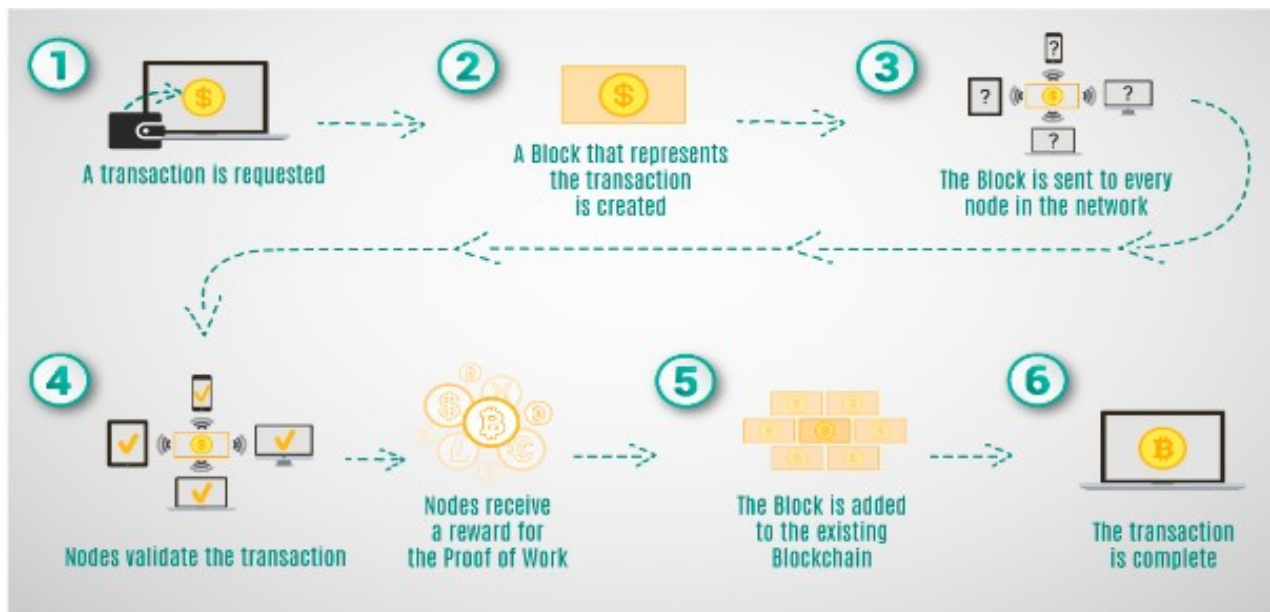 1
A transaction is requested
2
A Block that represents
the transaction
is created
3
The Block is sent to every
node in the network
4
Nodes validate the transaction
Nodes receive
a reward for
the Proof of Work
5
The Block is added
to the existing
Blockchain
6
The transaction
is complete